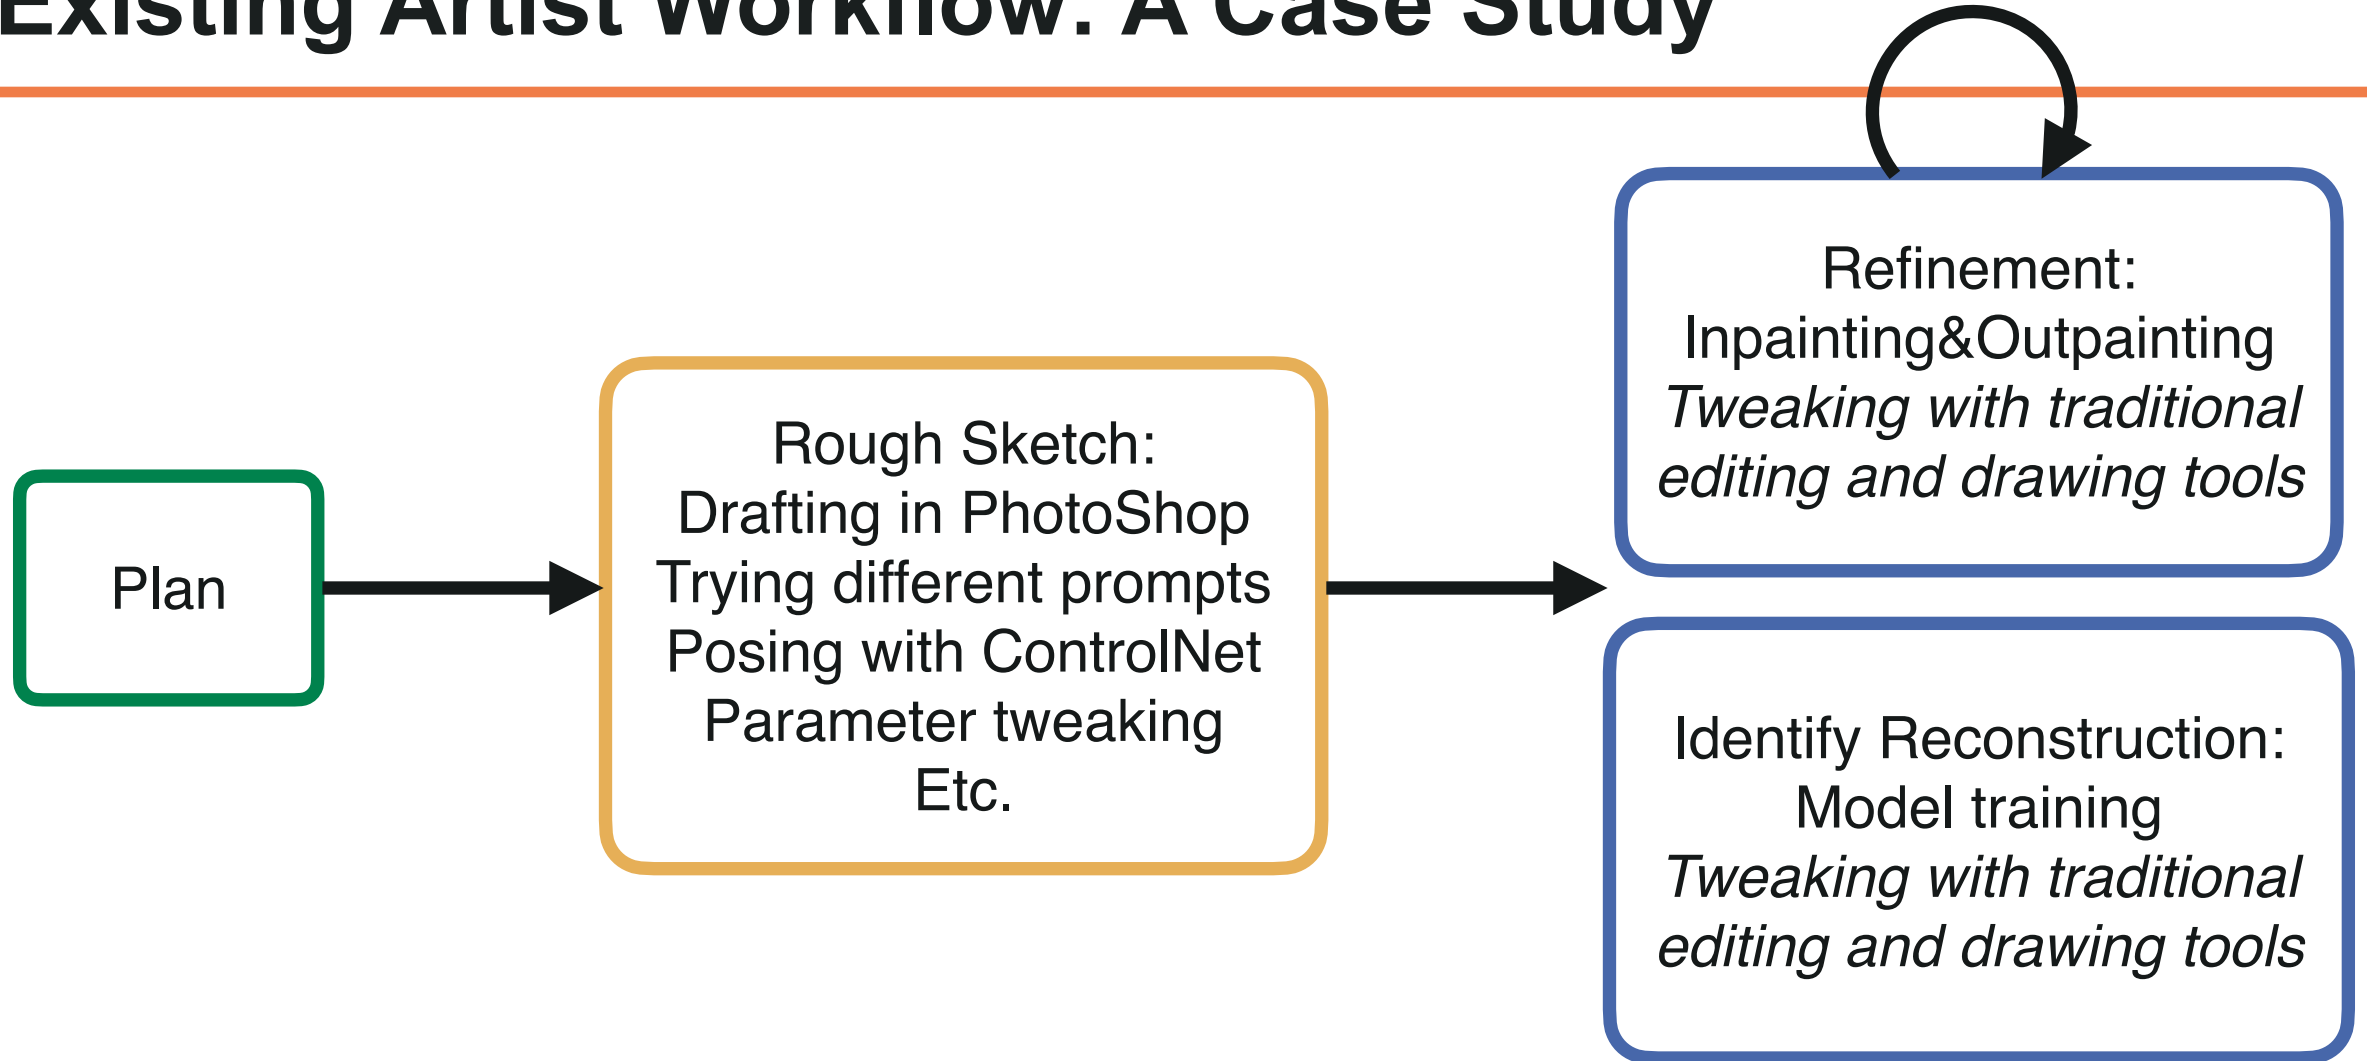 Existing Artist Workflow: A Case Study
Plan
Rough Sketch:
Drafting in PhotoShop
Trying different prompts
Posing with ControlNet
Parameter tweaking
Etc.
Refinement:
Inpainting&Outpainting
Tweaking with traditional
editing and drawing tools
Identify Reconstruction:
Model training
Tweaking with traditional
editing and drawing tools